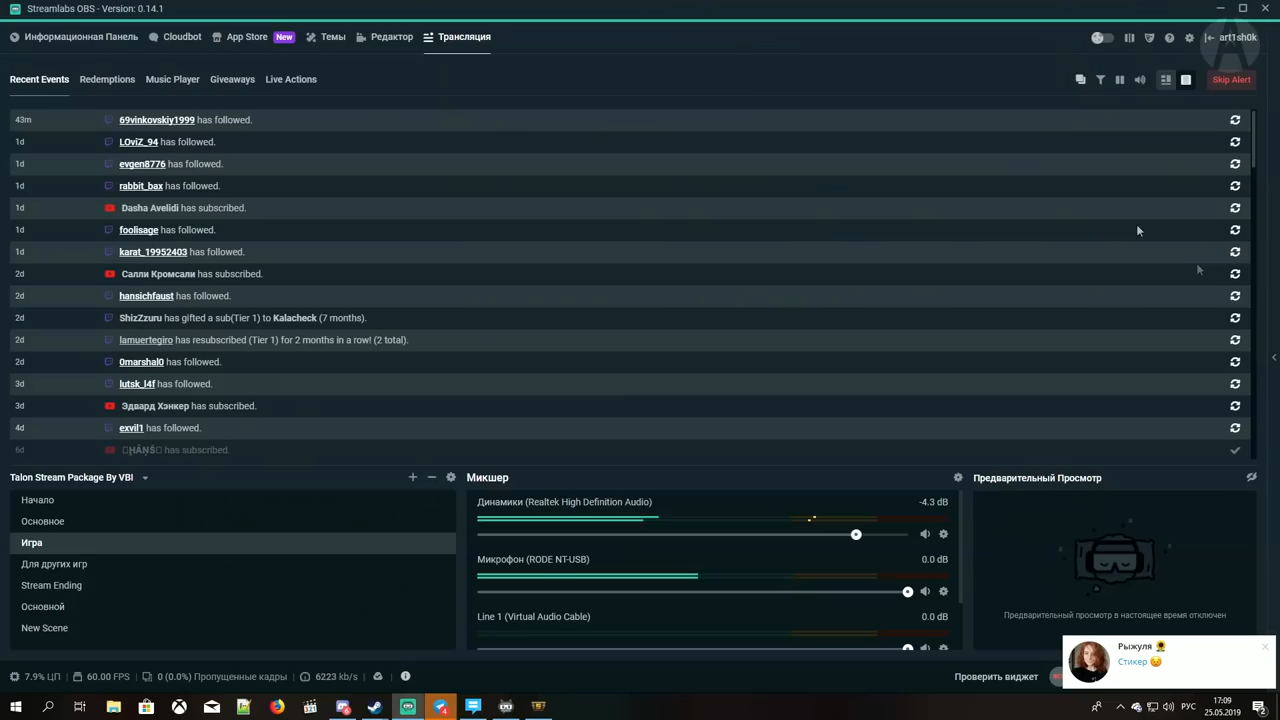 Streamlabs OBS - Version: 0.14.1
Информационная Панель
Cloudbot
App Store
New
Темы
Редактор
Трансляция
art1sh0k
Recent Events
Redemptions
Music Player
Giveaways
Live Actions
Skip Alert
43m 69vinkovskiy1999 has followed.
1d LOviZ_94 has followed.
1d evgen8776 has followed.
1d rabbit_bax has followed.
1d Dasha Avelidi has subscribed.
1d foolisage has followed.
1d karat_19952403 has followed.
2d Салли Кромсали has subscribed.
2d hansichfaust has followed.
2d ShizZzuru has gifted a sub(Tier 1) to Kalacheck (7 months).
2d lamuertegiro has resubscribed (Tier 1) for 2 months in a row! (2 total).
2d 0marshal0 has followed.
3d lutsk_l4f has followed.
3d Эдвард Хэнкер has subscribed.
4d exvil1 has followed.
6d has subscribed.
Talon Stream Package By VBI
Начало
Основное
Игра
Для других игр
Stream Ending
Основной
New Scene
Микшер
Динамики (Realtek High Definition Audio) -4.3 dB
Микрофон (RODE NT-USB) 0.0 dB
Line 1 (Virtual Audio Cable) 0.0 dB
Предварительный Просмотр
Предварительный просмотр в настоящее время отключен
Рыжуля
Стикер
7.9% ЦП
60.00 FPS
0 (0.0%) Пропущенные кадры
6223 kb/s
Проверить виджет
4
РУС
17:09
25.05.2019
2